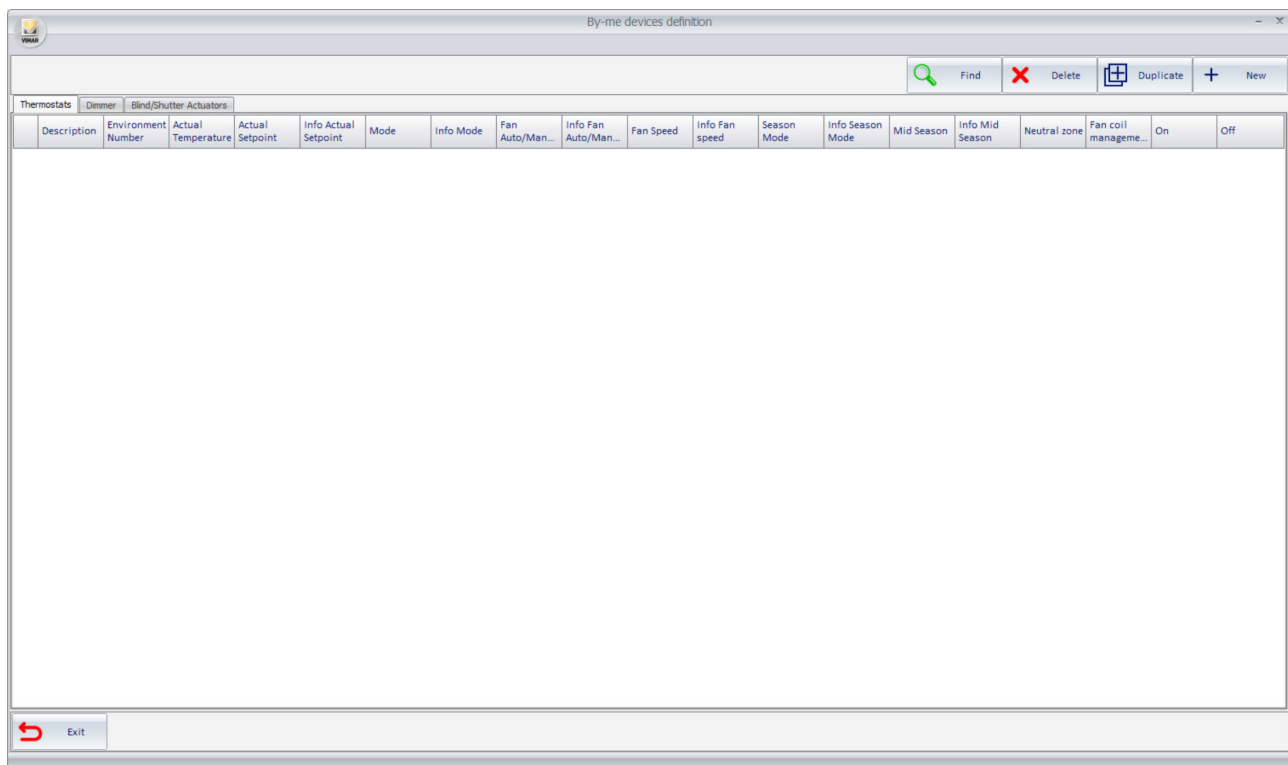 By-me devices definition
VIMAR
Find
Delete
Duplicate
New
Thermostats
Dimmer
Blind/Shutter Actuators
Description
Environment
Number
Actual
Temperature
Actual
Setpoint
Info Actual
Setpoint
Mode
Info Mode
Fan
Auto/Man...
Info Fan
Auto/Man...
Fan Speed
Info Fan
speed
Season
Mode
Info Season
Mode
Mid Season
Info Mid
Season
Neutral zone
Fan coil
manageme...
On
Off
Exit